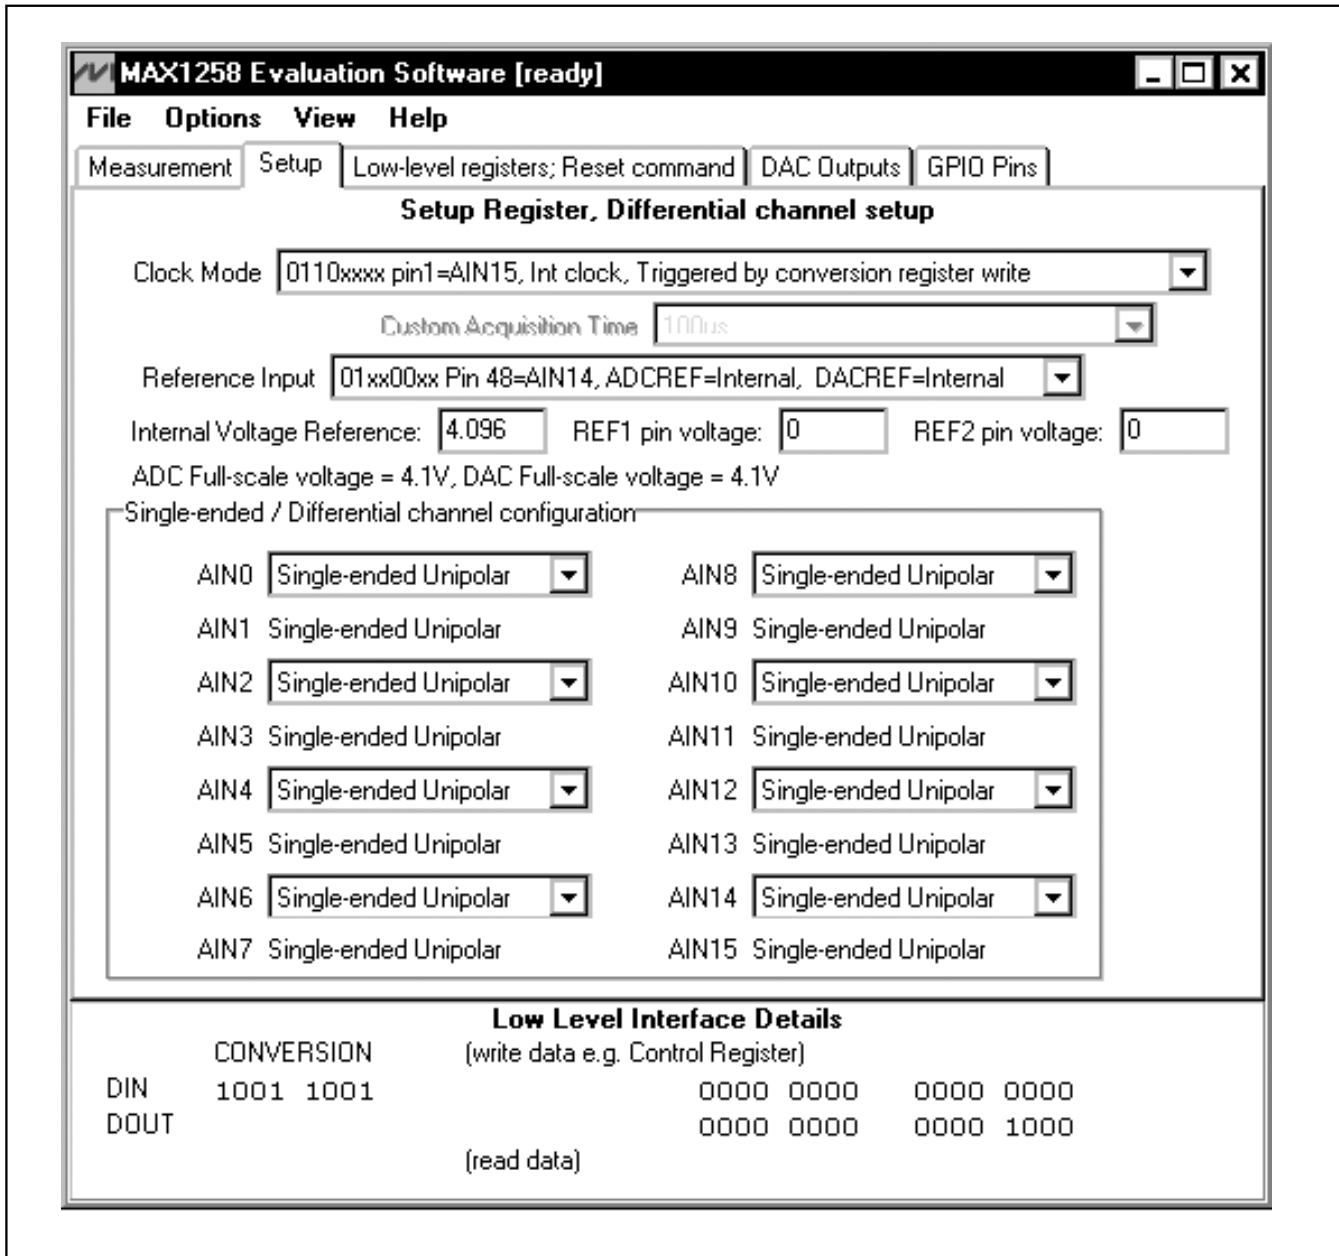 MAX1258 Evaluation Software [ready]
File Options View Help
Measurement Setup Low-level registers; Reset command DAC Outputs GPIO Pins
Setup Register, Differential channel setup
Clock Mode 0110xxxx pin1=AIN15, Int clock, Triggered by conversion register write
Custom Acquisition Time 100us
Reference Input 01xx00xx Pin 48=AIN14, ADCREF=Internal, DACREF=Internal
Internal Voltage Reference: 4.096 REF1 pin voltage: 0 REF2 pin voltage: 0
ADC Full-scale voltage = 4.1V, DAC Full-scale voltage = 4.1V
Single-ended / Differential channel configuration
AIN0 Single-ended Unipolar AIN8 Single-ended Unipolar
AIN1 Single-ended Unipolar AIN9 Single-ended Unipolar
AIN2 Single-ended Unipolar AIN10 Single-ended Unipolar
AIN3 Single-ended Unipolar AIN11 Single-ended Unipolar
AIN4 Single-ended Unipolar AIN12 Single-ended Unipolar
AIN5 Single-ended Unipolar AIN13 Single-ended Unipolar
AIN6 Single-ended Unipolar AIN14 Single-ended Unipolar
AIN7 Single-ended Unipolar AIN15 Single-ended Unipolar
Low Level Interface Details
CONVERSION (write data e.g. Control Register)
DIN 1001 1001 0000 0000 0000 0000
DOUT 0000 0000 0000 1000
(read data)